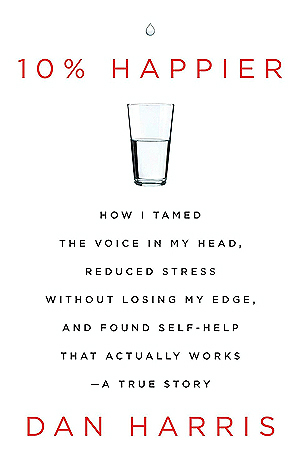 10% HAPPIER
HOW I TAMED
THE VOICE IN MY HEAD,
REDUCED STRESS
WITHOUT LOSING MY EDGE,
AND FOUND SELF-HELP
THAT ACTUALLY WORKS
—A TRUE STORY
DAN HARRIS